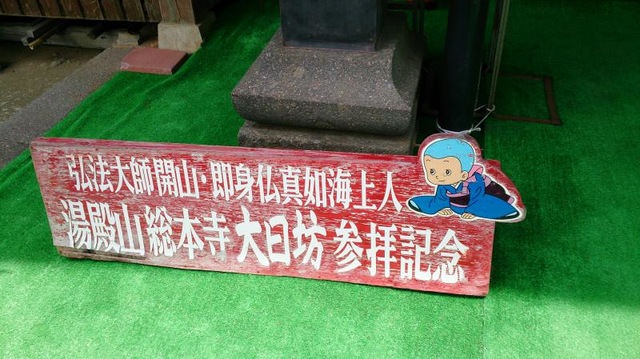 弘法大師開山・即身仏真如海上人
湯殿山総本寺大日坊参拝記念